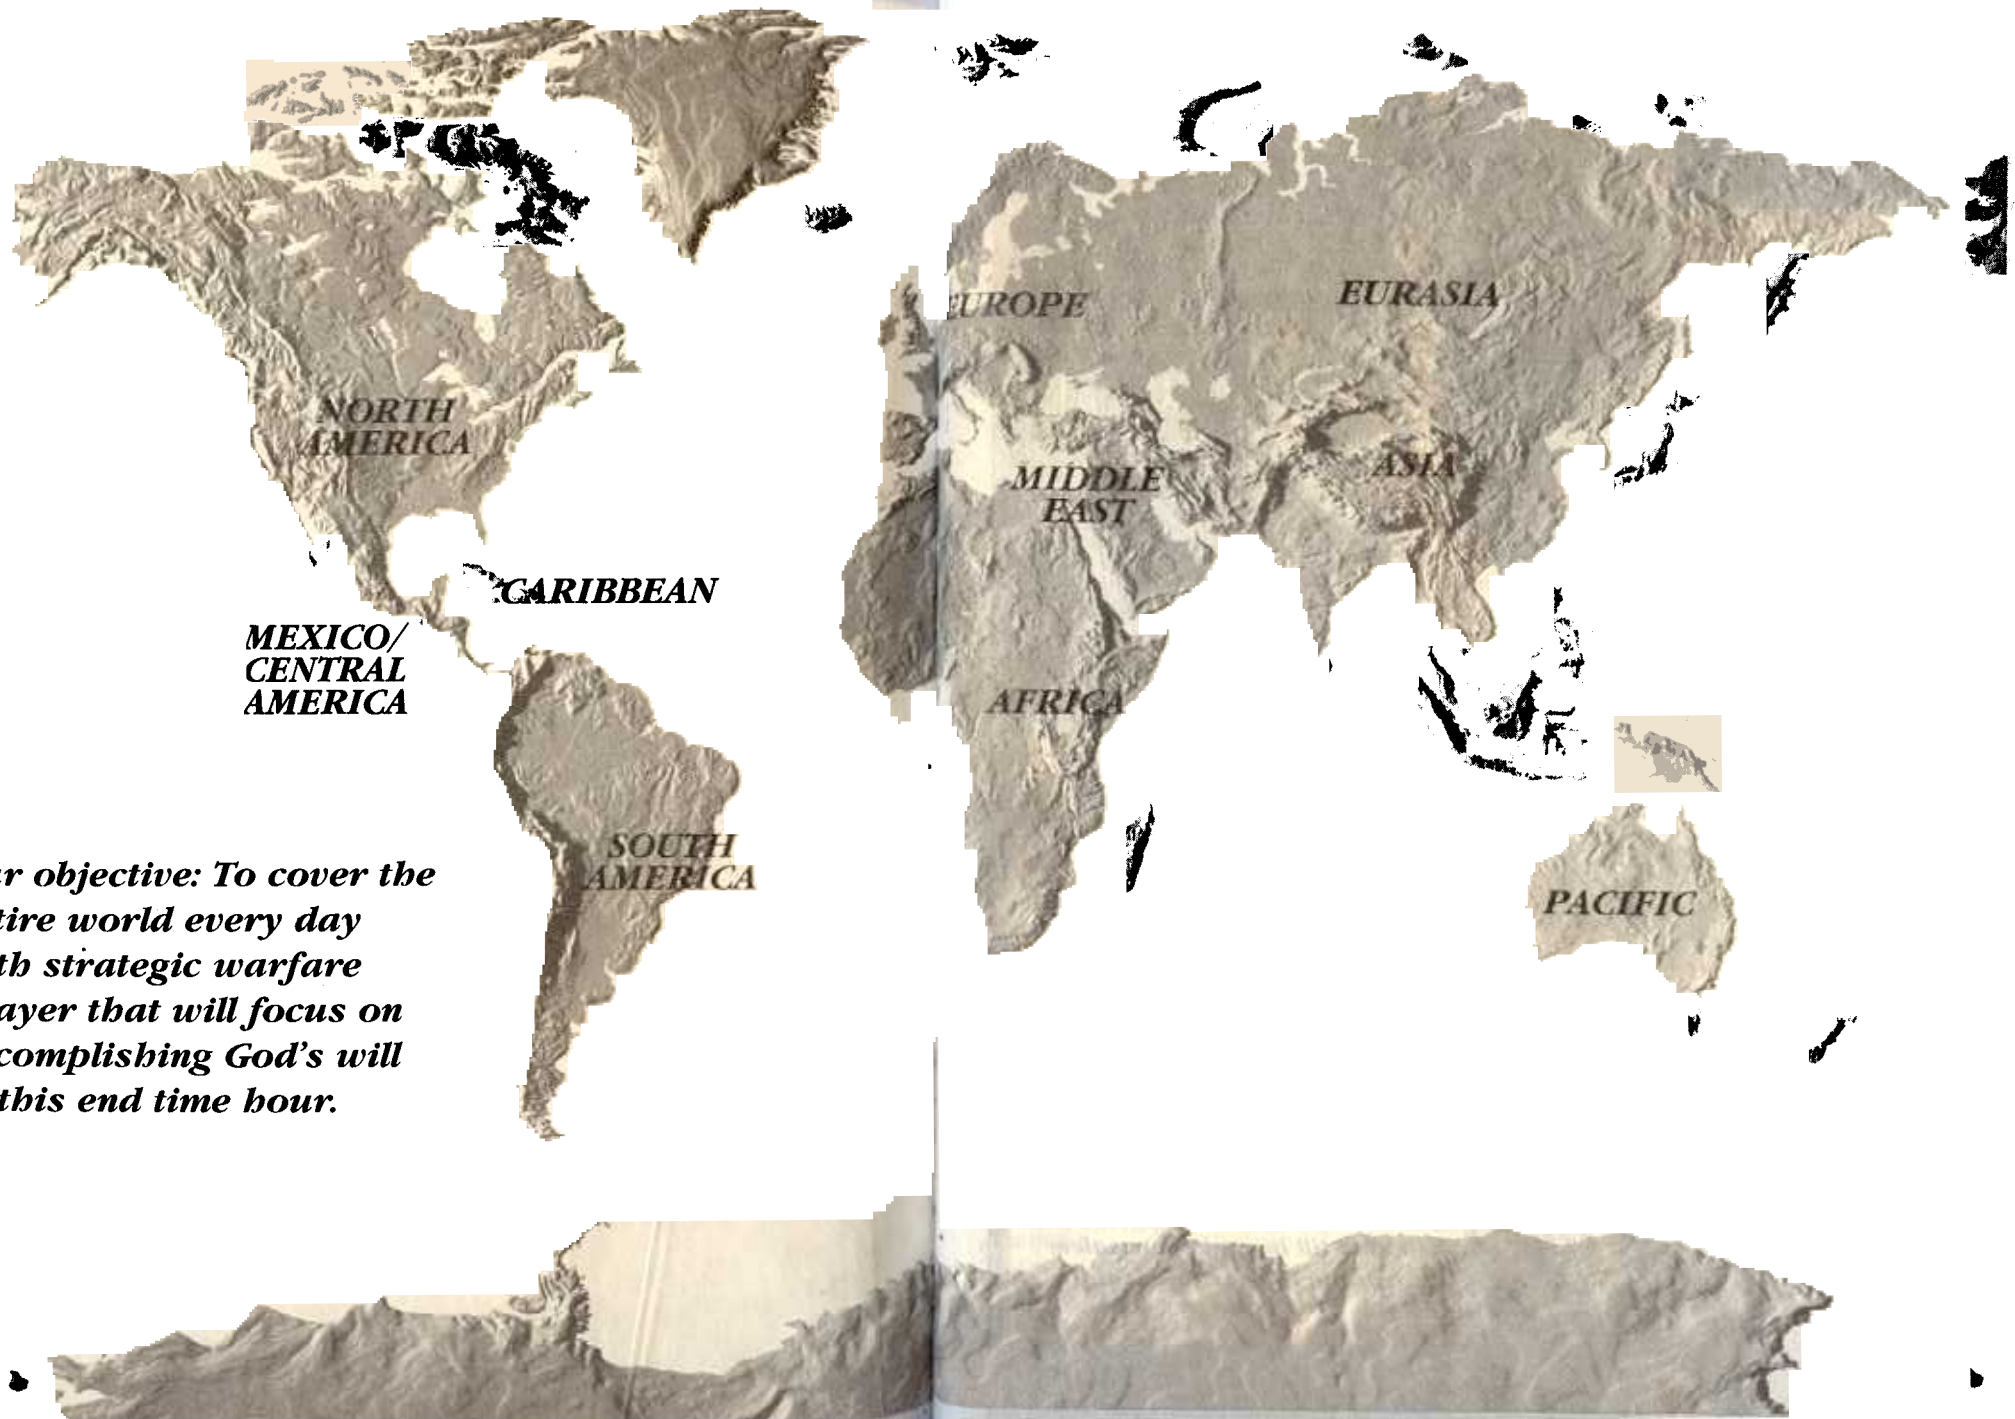 EUROPE
EURASIA
NORTH
AMERICA
MIDDLE
EAST
ASIA
CARIBBEAN
MEXICO/
CENTRAL
AMERICA
AFRICA
SOUTH
AMERICA
PACIFIC
r objective: To cover the
tire world every day
th strategic warfare
ayer that will focus on
complishing God's will
this end time hour.